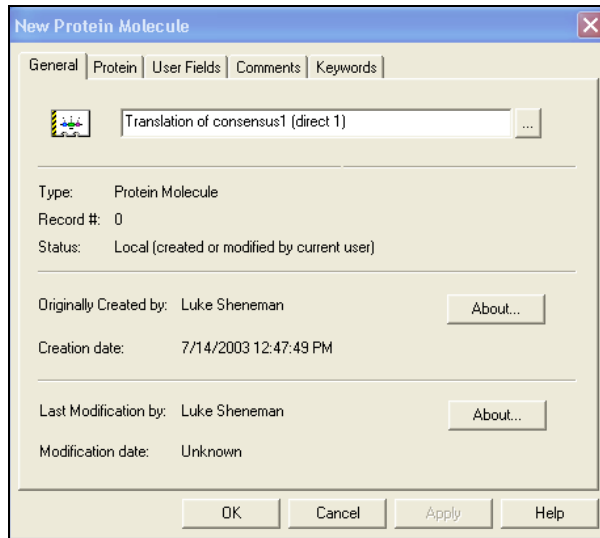 New Protein Molecule
General Protein User Fields Comments Keywords
Translation of consensus1 (direct 1) ...
Type: Protein Molecule
Record #: 0
Status: Local (created or modified by current user)
Originally Created by: Luke Sheneman About...
Creation date: 7/14/2003 12:47:49 PM
Last Modification by: Luke Sheneman About...
Modification date: Unknown
OK Cancel Apply Help